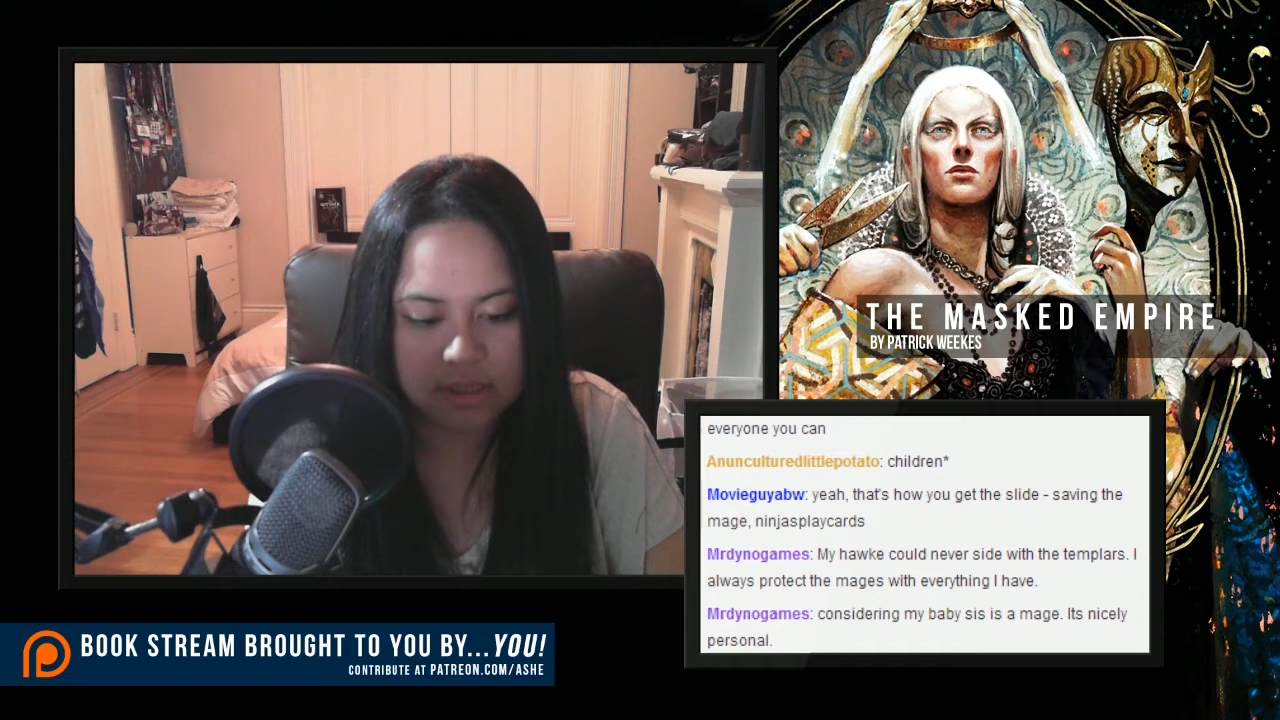 THE MASKED EMPIRE
BY PATRICK WEEKES
everyone you can
Anunculturedlittlepotato: children*
Movieguyabw: yeah, that's how you get the slide - saving the
mage, ninjasplaycards
Mrdynogames: My hawke could never side with the templars. I
always protect the mages with everything I have.
Mrdynogames: considering my baby sis is a mage. Its nicely
personal.
BOOK STREAM BROUGHT TO YOU BY...YOU!
CONTRIBUTE AT PATREON.COM/ASHE